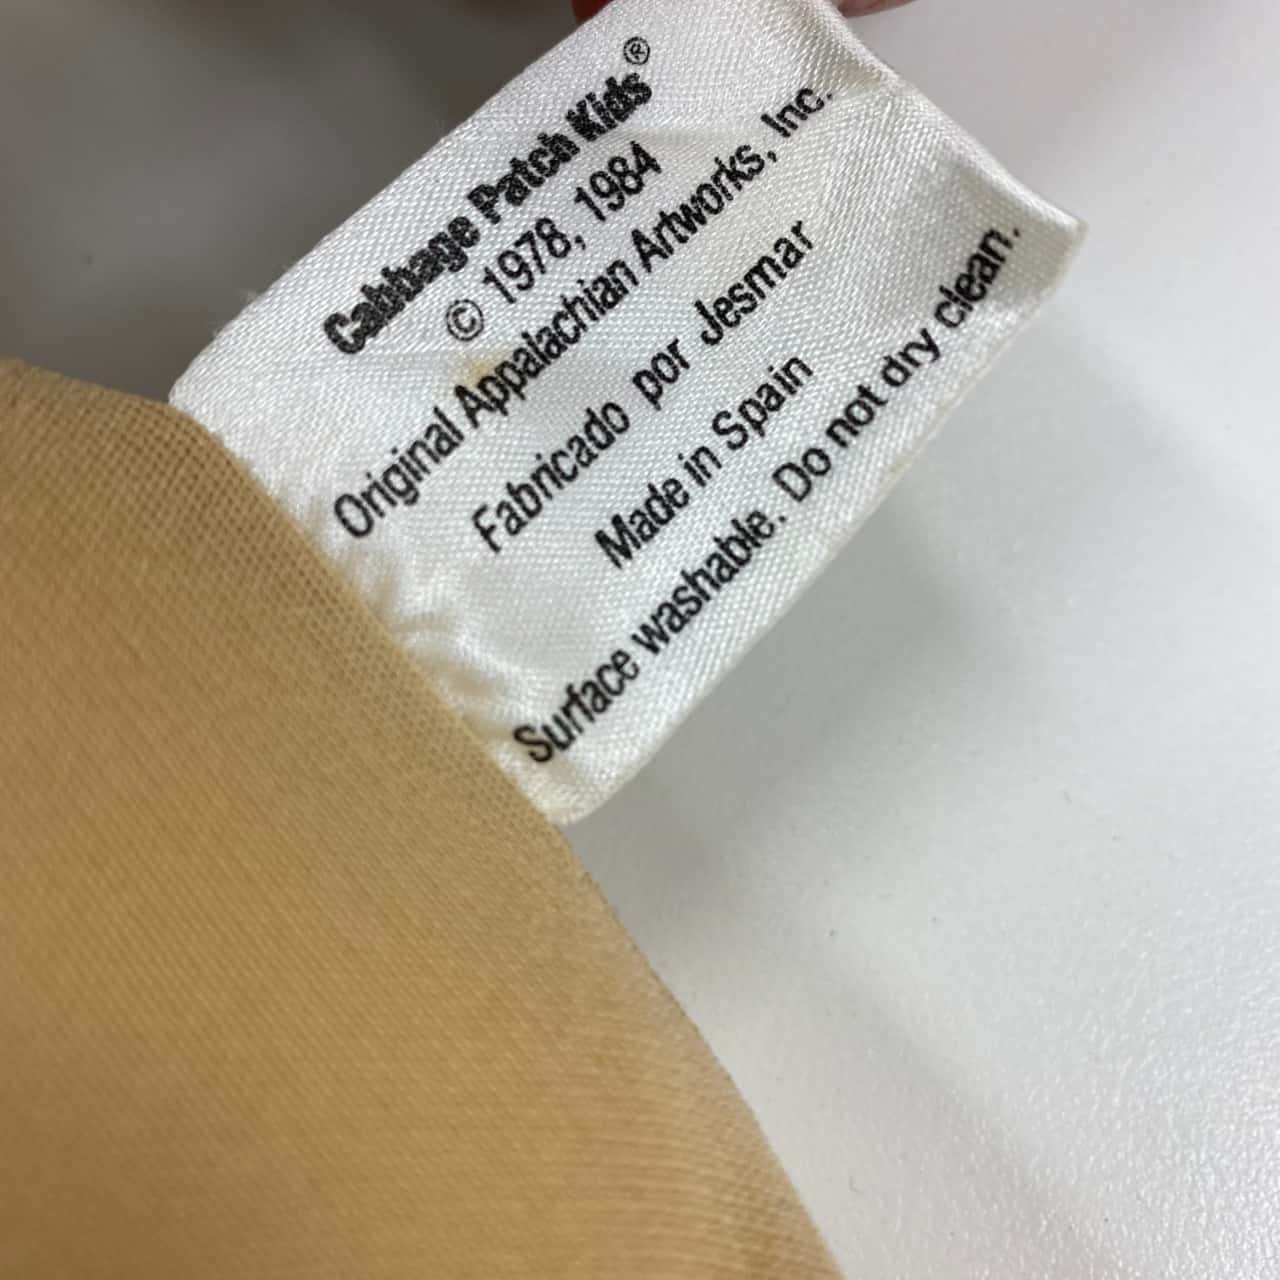 Cabbage Patch Kids®
© 1978, 1984
Original Appalachian Artworks, Inc.
Fabricado por Jesmar
Made in Spain
Surface washable. Do not dry clean.